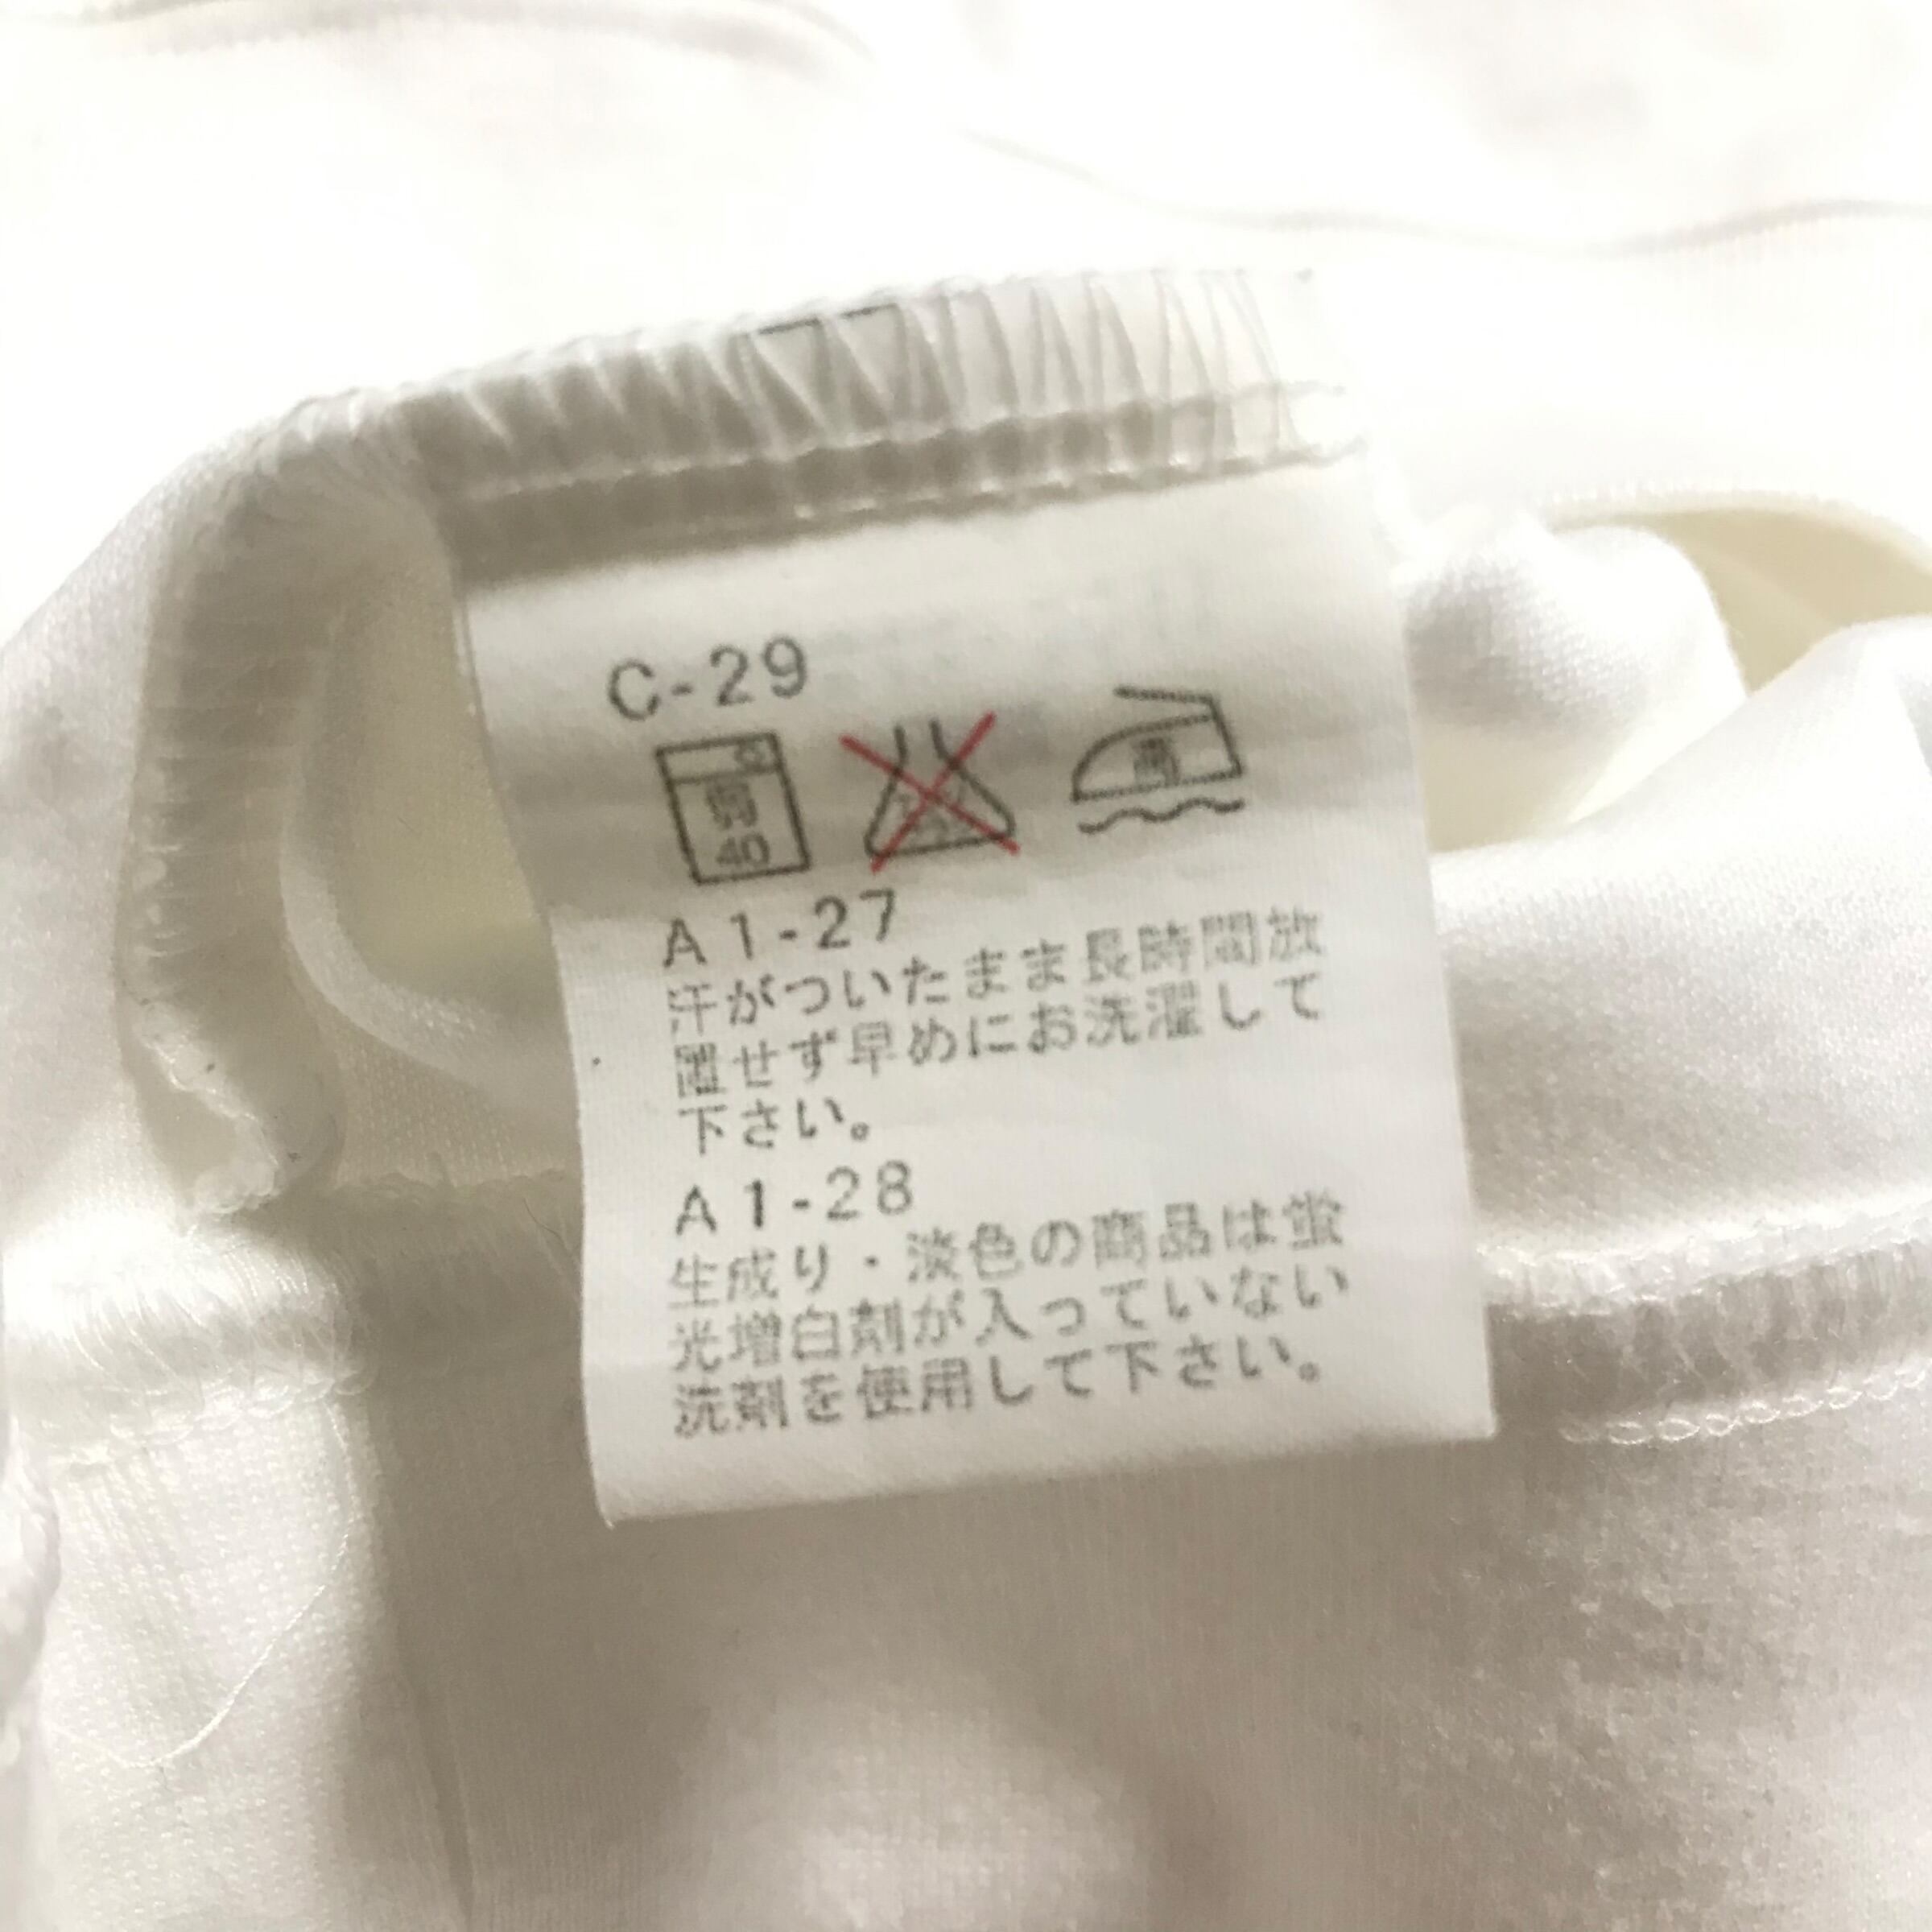 C-29
弱
40
高
A1-27
汗がついたまま長時間放
置せず早めにお洗濯して
下さい。
A1-28
生成り・淡色の商品は蛍
光増白剤が入っていない
洗剤を使用して下さい。